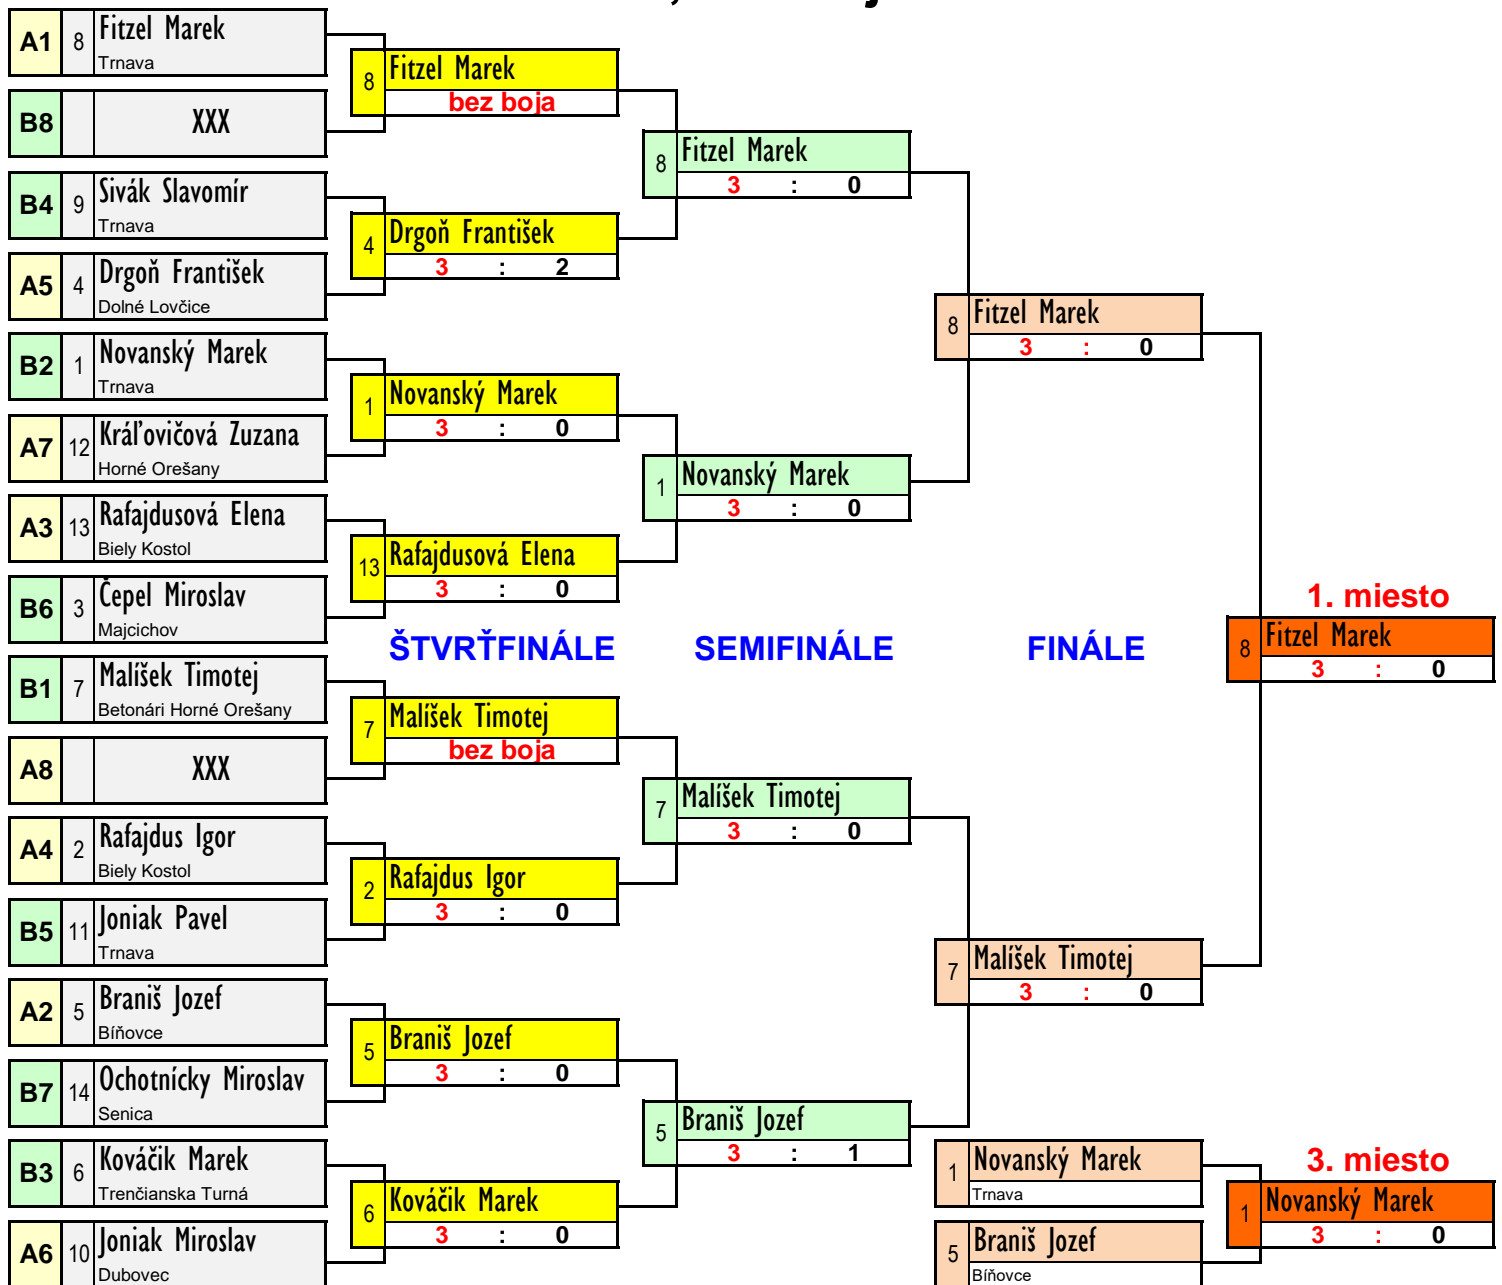 A1 8 Fitzel Marek
Trnava
B8 XXX
B4 9 Sivák Slavomír
Trnava
A5 4 Drgoň František
Dolné Lovčice
B2 1 Novanský Marek
Trnava
A7 12 Kráľovičová Zuzana
Horné Orešany
A3 13 Rafajdusová Elena
Biely Kostol
B6 3 Čepel Miroslav
Majcichov
B1 7 Malíšek Timotej
Betonári Horné Orešany
A8 XXX
A4 2 Rafajdus Igor
Biely Kostol
B5 11 Joniak Pavel
Trnava
A2 5 Braniš Jozef
Bíňovce
B7 14 Ochotnícky Miroslav
Senica
B3 6 Kováčik Marek
Trenčianska Turná
A6 10 Joniak Miroslav
Dubovec
8 Fitzel Marek
bez boja
4 Drgoň František
3 : 2
1 Novanský Marek
3 : 0
13 Rafajdusová Elena
3 : 0
ŠTVRŤFINÁLE
7 Malíšek Timotej
bez boja
2 Rafajdus Igor
3 : 0
5 Braniš Jozef
3 : 0
6 Kováčik Marek
3 : 0
8 Fitzel Marek
3 : 0
1 Novanský Marek
3 : 0
SEMIFINÁLE
7 Malíšek Timotej
3 : 0
5 Braniš Jozef
3 : 1
8 Fitzel Marek
3 : 0
FINÁLE
7 Malíšek Timotej
3 : 0
1 Novanský Marek
Trnava
5 Braniš Jozef
Bíňovce
1. miesto
8 Fitzel Marek
3 : 0
3. miesto
1 Novanský Marek
3 : 0